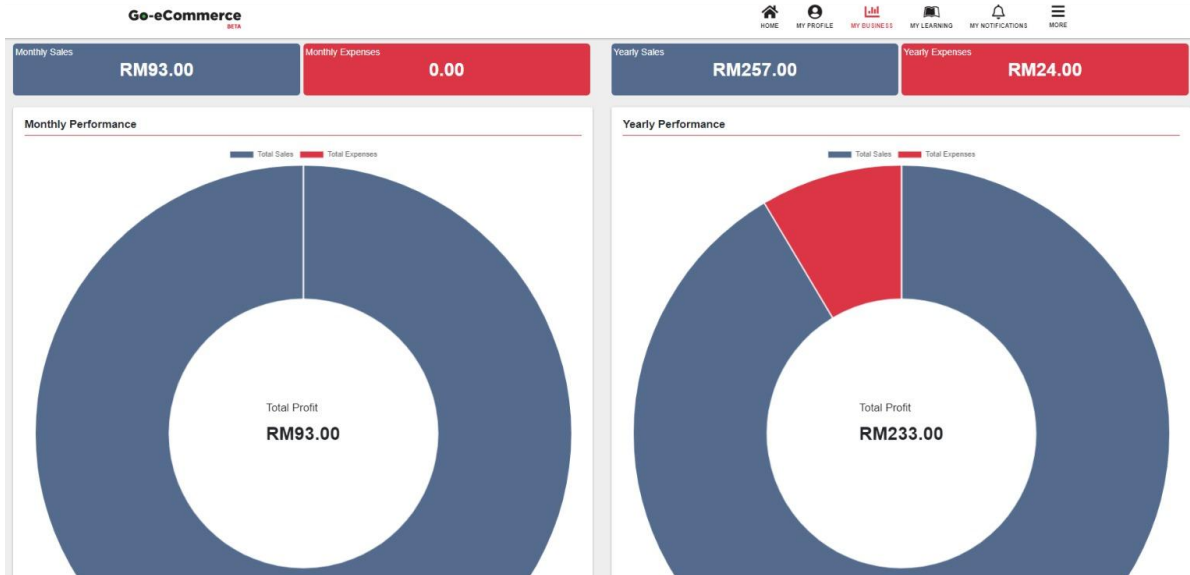 Go-eCommerce
BETA
HOME
MY PROFILE
MY BUSINESS
MY LEARNING
MY NOTIFICATIONS
MORE
Monthly Sales
RM93.00
Monthly Expenses
0.00
Yearly Sales
RM257.00
Yearly Expenses
RM24.00
Monthly Performance
Total Sales
Total Expenses
Total Profit
RM93.00
Yearly Performance
Total Sales
Total Expenses
Total Profit
RM233.00